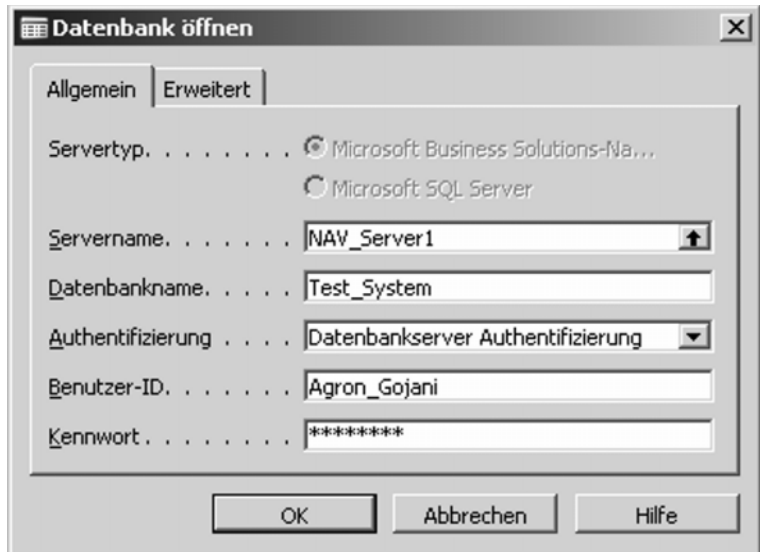 Datenbank öffnen
Allgemein Erweitert
Servertyp. . . . . . . . Microsoft Business Solutions-Na...
Microsoft SQL Server
Servername. . . . . . . NAV_Server1
Datenbankname. . . . . Test_System
Authentifizierung . . . . Datenbankserver Authentifizierung
Benutzer-ID. . . . . . . Agron_Gojani
Kennwort . . . . . . . . ********
OK Abbrechen Hilfe